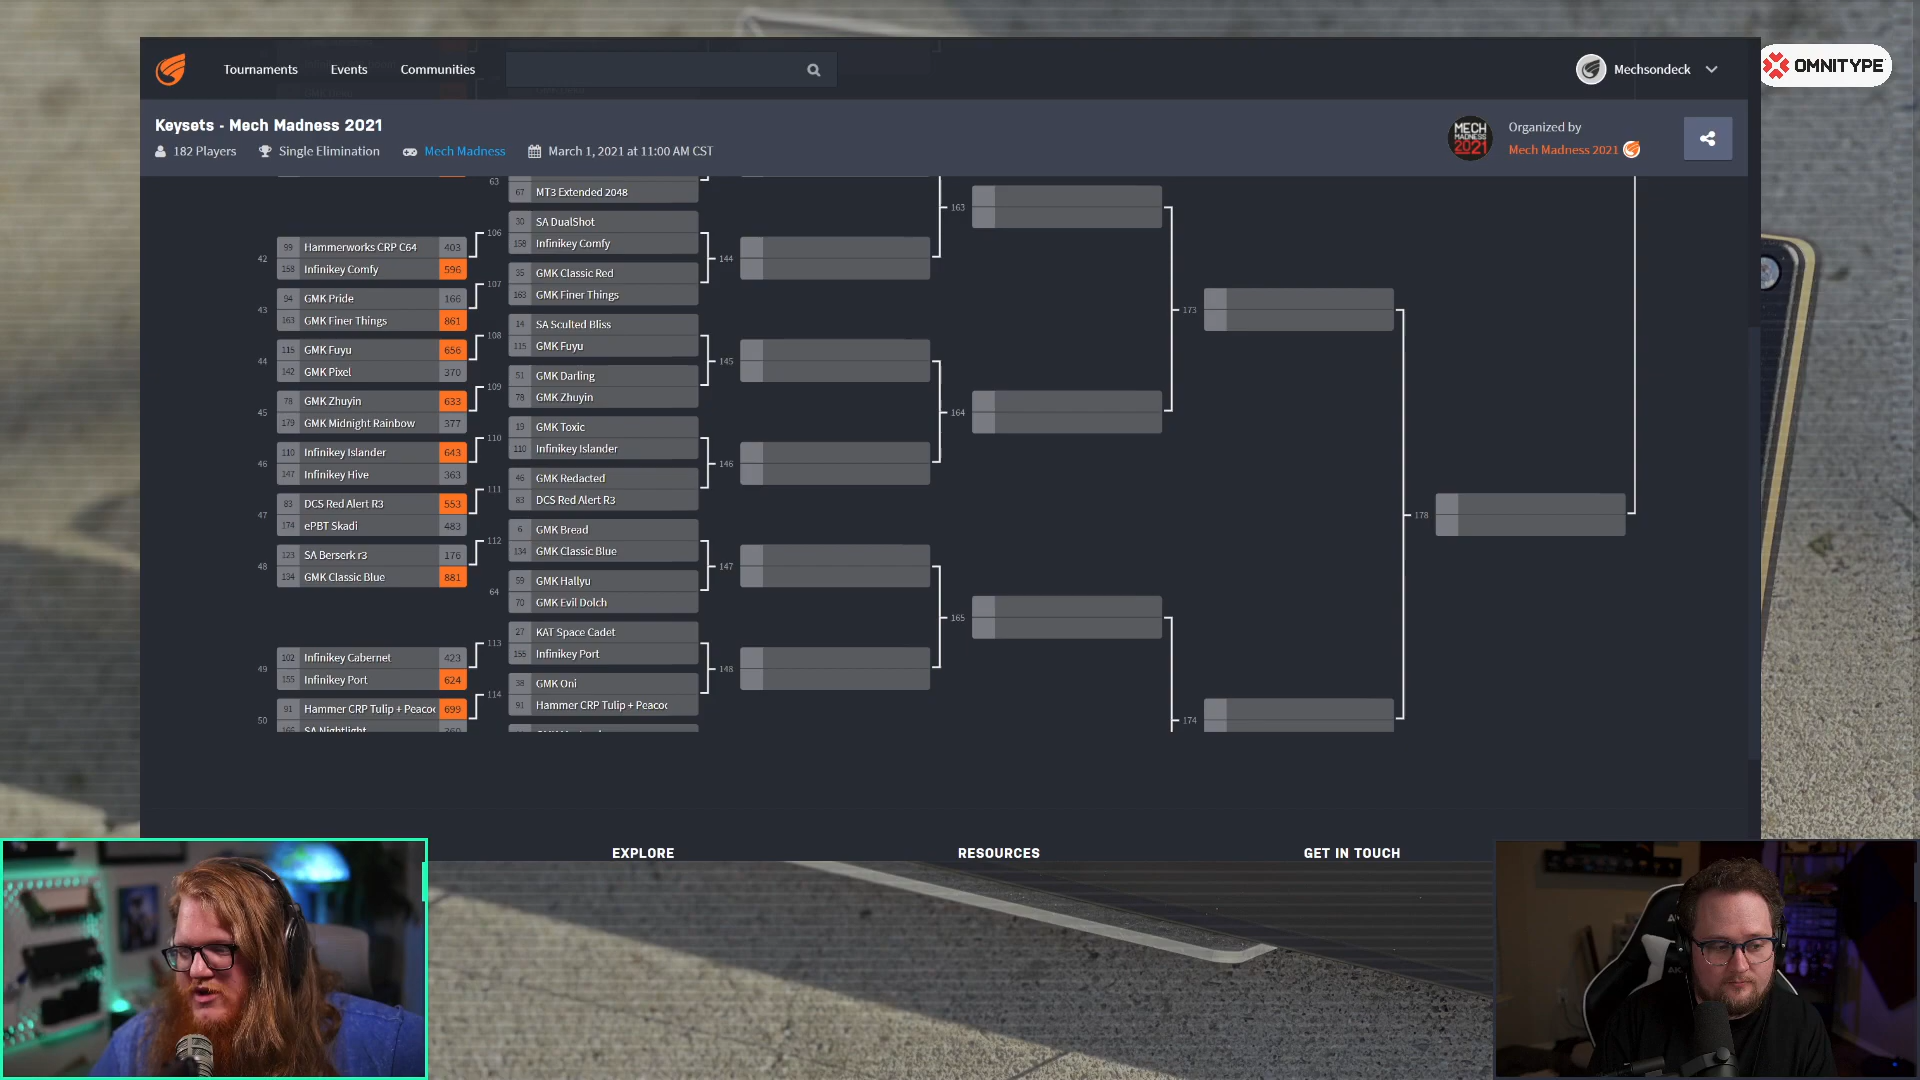 Tournaments Events Communities
Mechsondeck
OMNITYPE
Keysets - Mech Madness 2021
182 Players Single Elimination Mech Madness March 1, 2021 at 11:00 AM CST
MECH MADNESS 2021
Organized by
Mech Madness 2021
63
67 MT3 Extended 2048
42
99 Hammerworks CRP C64 403
158 Infinikey Comfy 596
43
94 GMK Pride 166
163 GMK Finer Things 861
44
115 GMK Fuyu 656
142 GMK Pixel 370
45
78 GMK Zhuyin 633
179 GMK Midnight Rainbow 377
46
110 Infinikey Islander 643
147 Infinikey Hive 363
47
83 DCS Red Alert R3 553
174 ePBT Skadi 483
48
123 SA Berserk r3 176
134 GMK Classic Blue 881
49
102 Infinikey Cabernet 423
155 Infinikey Port 624
50
91 Hammer CRP Tulip + Peacoc 699
SA Nightlight
106
30 SA DualShot
158 Infinikey Comfy
107
35 GMK Classic Red
163 GMK Finer Things
108
14 SA Sculted Bliss
115 GMK Fuyu
109
51 GMK Darling
78 GMK Zhuyin
110
19 GMK Toxic
110 Infinikey Islander
111
46 GMK Redacted
83 DCS Red Alert R3
112
6 GMK Bread
134 GMK Classic Blue
64
59 GMK Hallyu
70 GMK Evil Dolch
113
27 KAT Space Cadet
155 Infinikey Port
114
38 GMK Oni
91 Hammer CRP Tulip + Peacoc
144
145
146
147
148
163
164
165
173
174
178
EXPLORE RESOURCES GET IN TOUCH